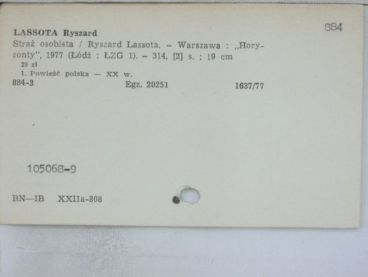 884
LASSOTA Ryszard
Straż osobista / Ryszard Lassota. – Warszawa : „Hory-
zonty”, 1977 (Łódź : ŁZG 1). – 314, [2] s. ; 19 cm
23 zł
1. Powieść polska — XX w.
884-3 Egz. 20251 1637/77
105068-9
BN—IB XXIIa-808